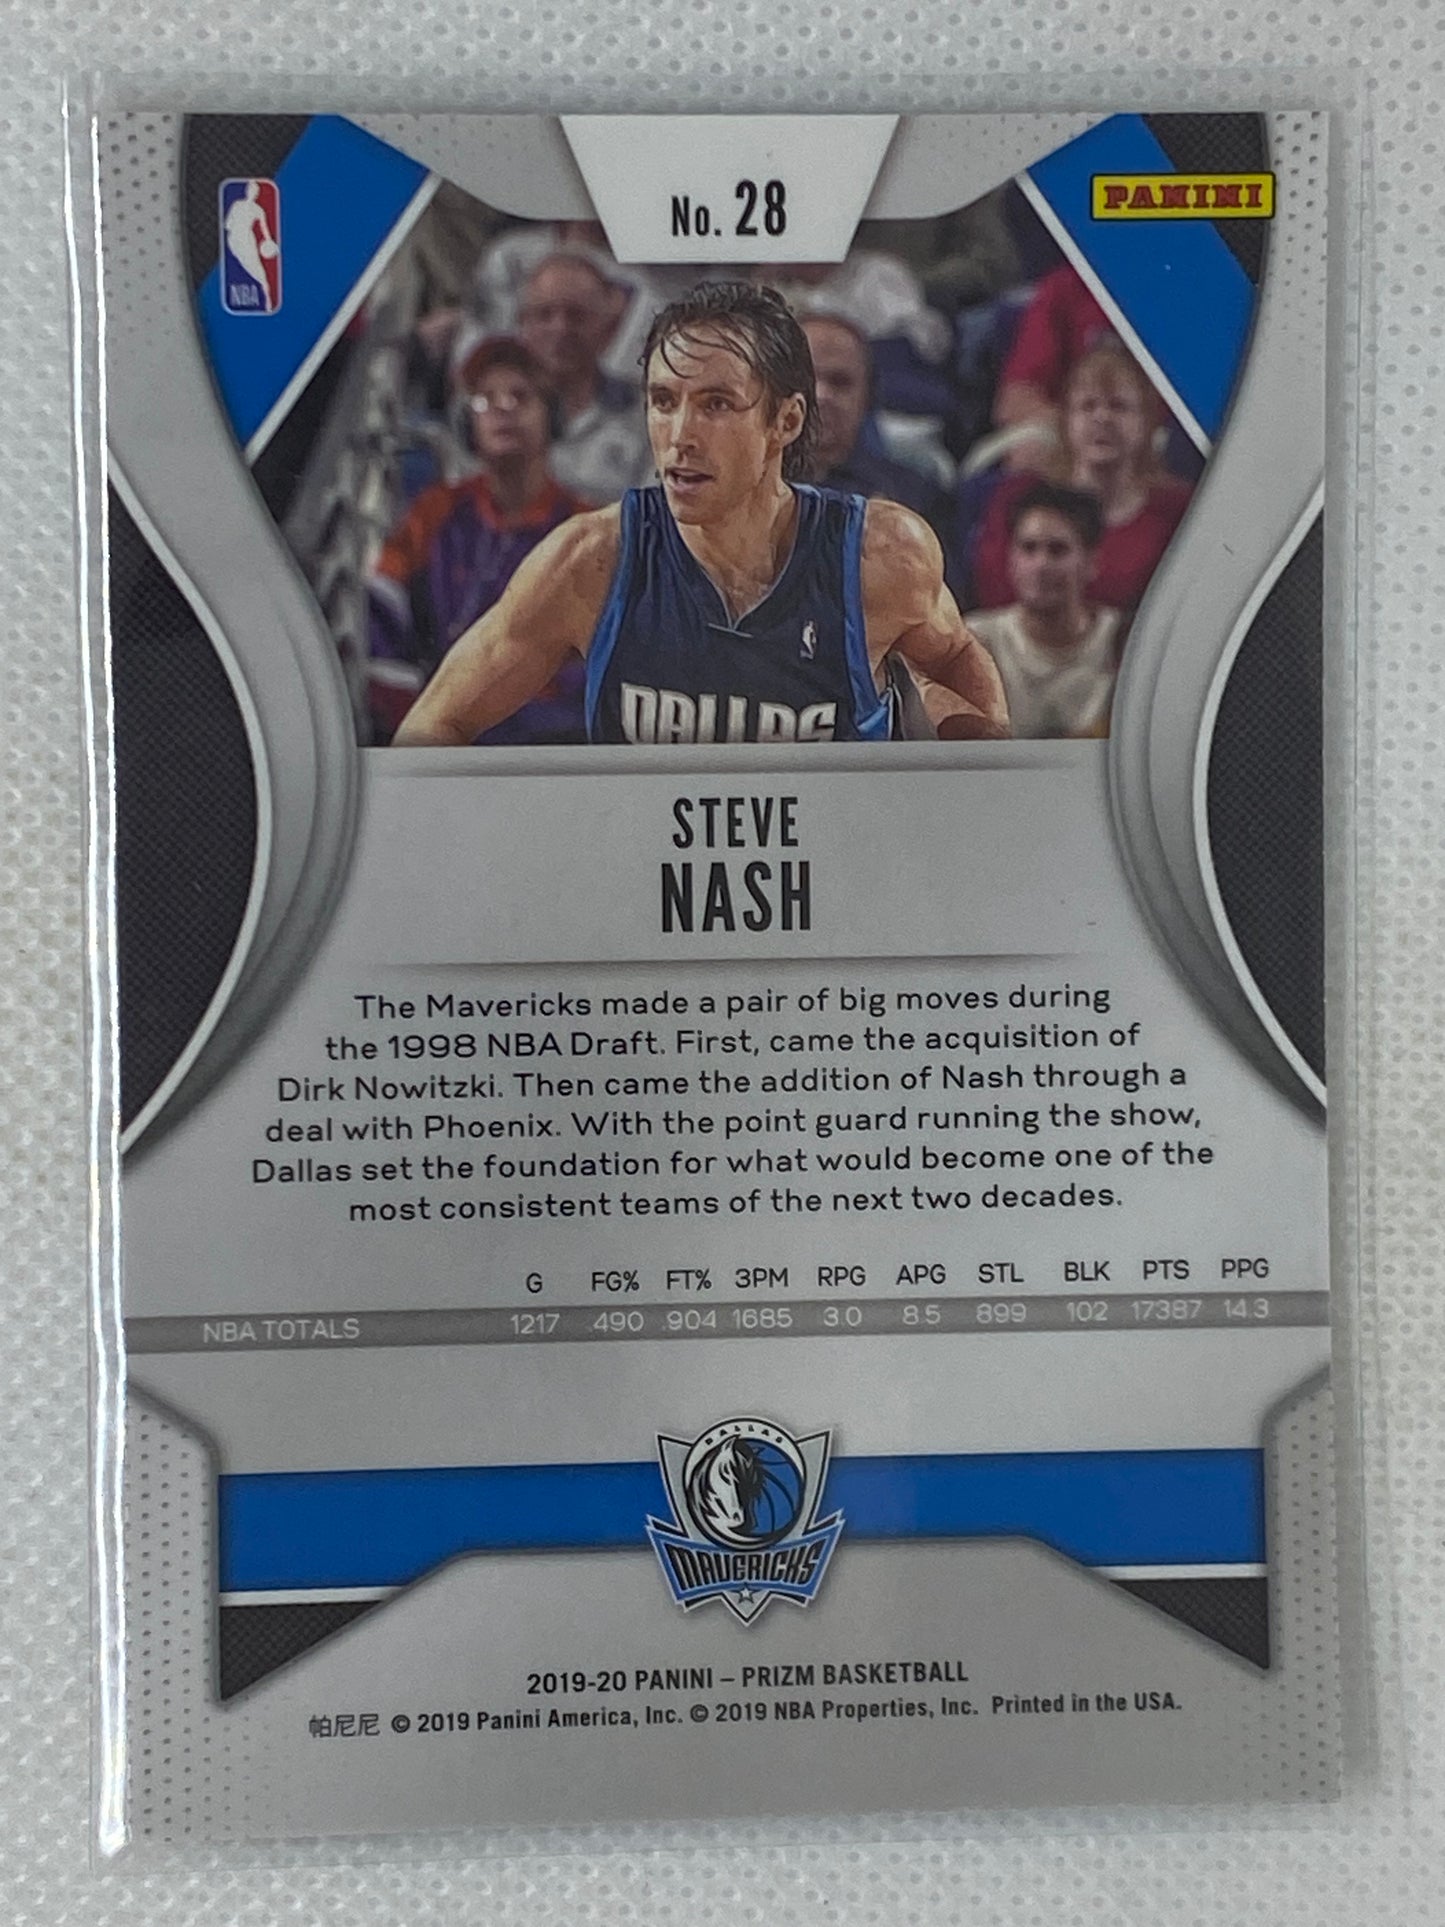 No. 28
PANINI
NBA
DALLAS
STEVE
NASH
The Mavericks made a pair of big moves during
the 1998 NBA Draft. First, came the acquisition of
Dirk Nowitzki. Then came the addition of Nash through a
deal with Phoenix. With the point guard running the show,
Dallas set the foundation for what would become one of the
most consistent teams of the next two decades.
G FG% FT% 3PM RPG APG STL BLK PTS PPG
NBA TOTALS 1217 .490 .904 1685 3.0 8.5 899 102 17387 14.3
DALLAS
MAVERICKS
2019-20 PANINI – PRIZM BASKETBALL
帕尼尼 © 2019 Panini America, Inc. © 2019 NBA Properties, Inc. Printed in the USA.